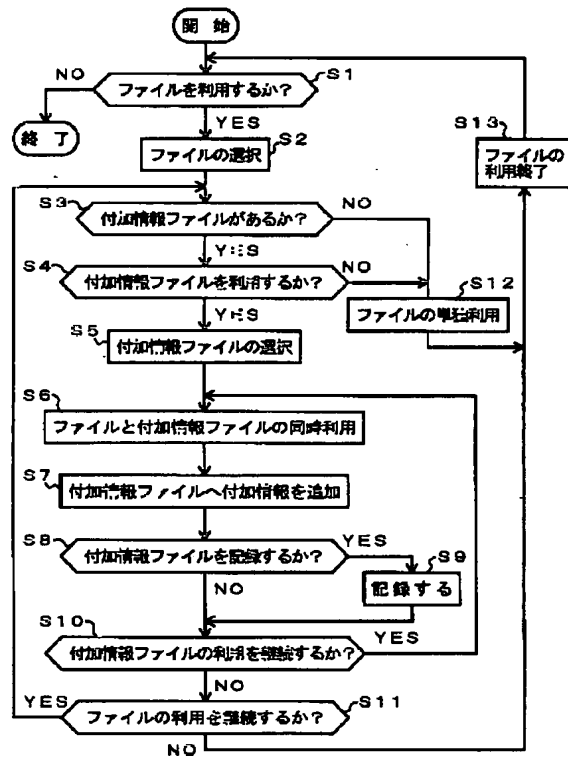 開始
S1
NO
ファイルを利用するか?
終了
YES
S2
ファイルの選択
S13
ファイルの
利用終了
S3
付加情報ファイルがあるか?
NO
YES
S4
付加情報ファイルを利用するか?
NO
YES
S12
ファイルの単独利用
S5
付加情報ファイルの選択
S6
ファイルと付加情報ファイルの同時利用
S7
付加情報ファイルへ付加情報を追加
S8
付加情報ファイルを記録するか?
YES
S9
記録する
NO
S10
付加情報ファイルの利用を継続するか?
YES
NO
YES
S11
ファイルの利用を継続するか?
NO